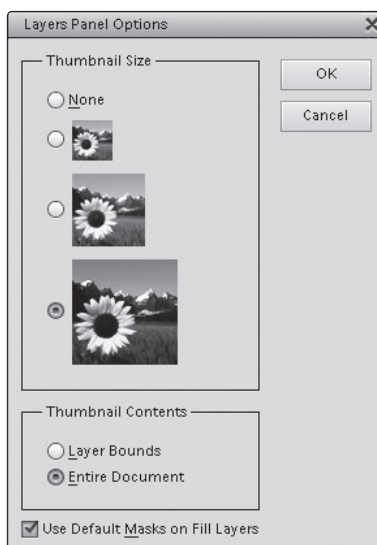 Layers Panel Options
Thumbnail Size
None
OK
Cancel
Thumbnail Contents
Layer Bounds
Entire Document
Use Default Masks on Fill Layers